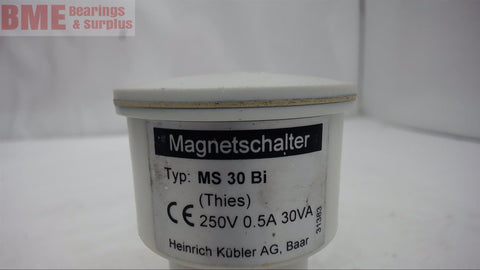 BME Bearings
& Surplus
Magnetschalter
Typ: MS 30 Bi
(Thies)
CE 250V 0.5A 30VA
Heinrich Kübler AG, Baar
31383